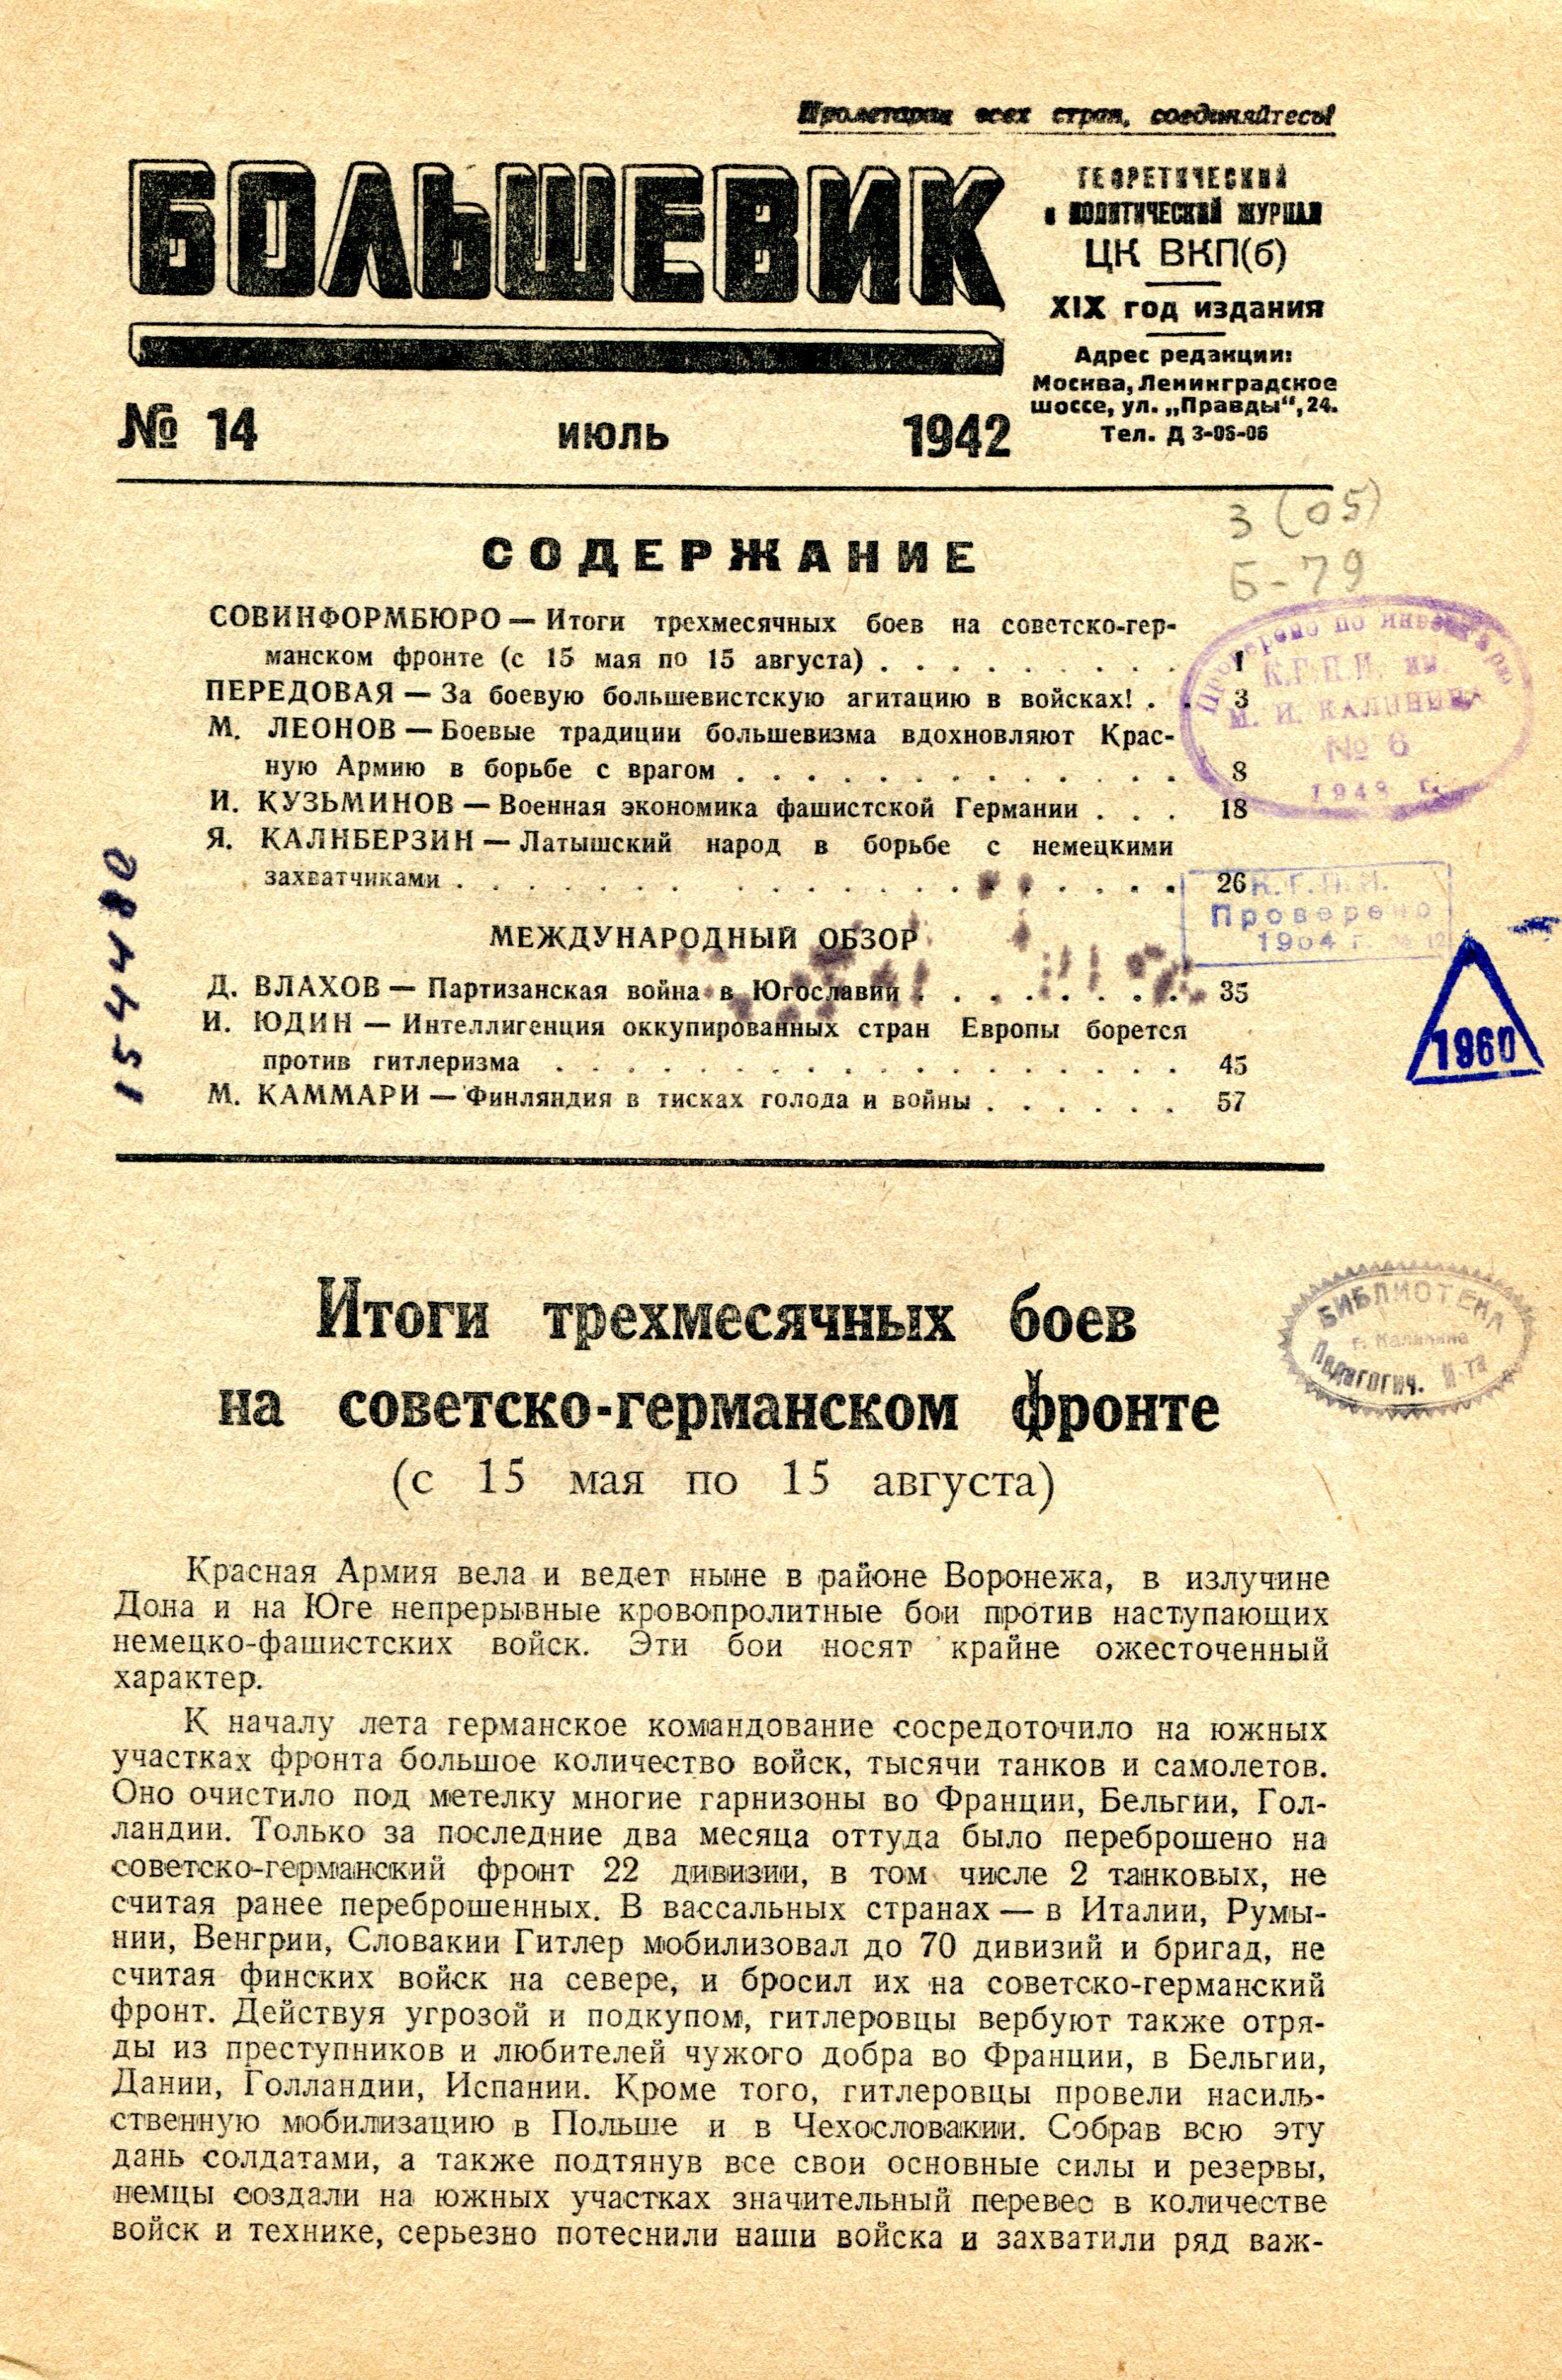 Пролетарии всех стран, соединяйтесь!
БОЛЬШЕВИК
ТЕОРЕТИЧЕСКИЙ
и ПОЛИТИЧЕСКИЙ ЖУРНАЛ
ЦК ВКП(б)
XIX год издания
Адрес редакции:
Москва, Ленинградское
шоссе, ул. „Правды“, 24.
Тел. Д 3-05-06
№ 14 июль 1942
3 (05)
Б-79
СОДЕРЖАНИЕ
СОВИНФОРМБЮРО — Итоги трехмесячных боев на советско-гер-
манском фронте (с 15 мая по 15 августа) . . . . . . . . . 1
ПЕРЕДОВАЯ — За боевую большевистскую агитацию в войсках! . . 3
М. ЛЕОНОВ — Боевые традиции большевизма вдохновляют Крас-
ную Армию в борьбе с врагом . . . . . . . . . . . . . 8
И. КУЗЬМИНОВ — Военная экономика фашистской Германии . . . 18
Я. КАЛНБЕРЗИН — Латышский народ в борьбе с немецкими
захватчиками . . . . . . . . . . . . . . . . . . 26
МЕЖДУНАРОДНЫЙ ОБЗОР
Д. ВЛАХОВ — Партизанская война в Югославии . . . . . . . . 35
И. ЮДИН — Интеллигенция оккупированных стран Европы борется
против гитлеризма . . . . . . . . . . . . . . . . . 45
М. КАММАРИ — Финляндия в тисках голода и войны . . . . . . 57
Проверено по инвентарю
К.Г.П.И. им.
М. И. КАЛИНИНА
№ 6
1948 г.
К.Г.П.И.
Проверено
1964 г. № 12
1960
154480
БИБЛИОТЕКА
г. Калинина
Педагогич. И-та
Итоги трехмесячных боев
на советско-германском фронте
(с 15 мая по 15 августа)
Красная Армия вела и ведет ныне в районе Воронежа, в излучине
Дона и на Юге непрерывные кровопролитные бои против наступающих
немецко-фашистских войск. Эти бои носят крайне ожесточенный
характер.
К началу лета германское командование сосредоточило на южных
участках фронта большое количество войск, тысячи танков и самолетов.
Оно очистило под метелку многие гарнизоны во Франции, Бельгии, Гол-
ландии. Только за последние два месяца оттуда было переброшено на
советско-германский фронт 22 дивизии, в том числе 2 танковых, не
считая ранее переброшенных. В вассальных странах — в Италии, Румы-
нии, Венгрии, Словакии Гитлер мобилизовал до 70 дивизий и бригад, не
считая финских войск на севере, и бросил их на советско-германский
фронт. Действуя угрозой и подкупом, гитлеровцы вербуют также отря-
ды из преступников и любителей чужого добра во Франции, в Бельгии,
Дании, Голландии, Испании. Кроме того, гитлеровцы провели насиль-
ственную мобилизацию в Польше и в Чехословакии. Собрав всю эту
дань солдатами, а также подтянув все свои основные силы и резервы,
немцы создали на южных участках значительный перевес в количестве
войск и технике, серьезно потеснили наши войска и захватили ряд важ-